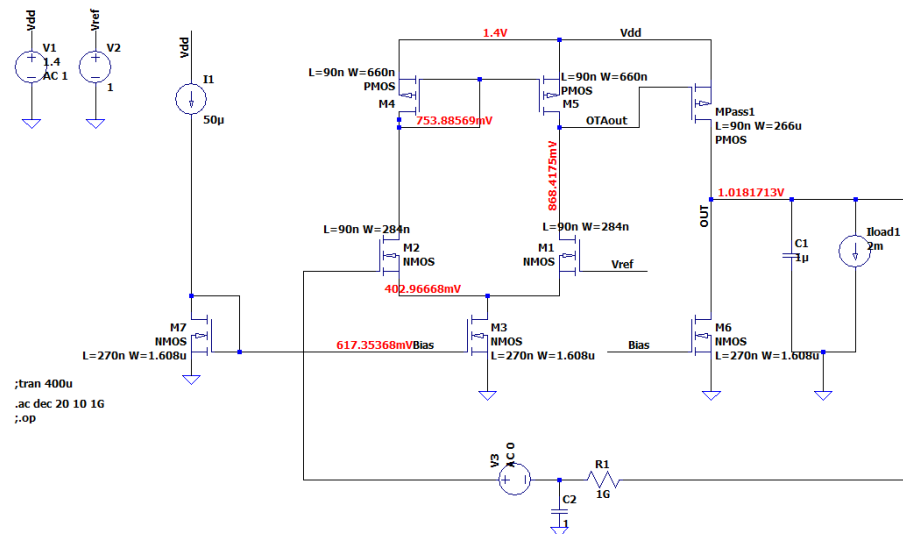 Vdd
V1
1.4
AC 1
Vref
V2
1
Vdd
I1
50µ
1.4V
Vdd
L=90n W=660n
PMOS
M4
L=90n W=660n
PMOS
M5
753.88569mV
OTAout
MPass1
L=90n W=266u
PMOS
868.4175mV
1.0181713V
OUT
C1
1µ
Iload1
2m
L=90n W=284n
M2
NMOS
L=90n W=284n
M1
NMOS
Vref
402.96668mV
M7
NMOS
L=270n W=1.608u
617.35368mV
Bias
M3
NMOS
L=270n W=1.608u
Bias
M6
NMOS
L=270n W=1.608u
;tran 400u
.ac dec 20 10 1G
;.op
V3
AC 0
R1
1G
C2
1